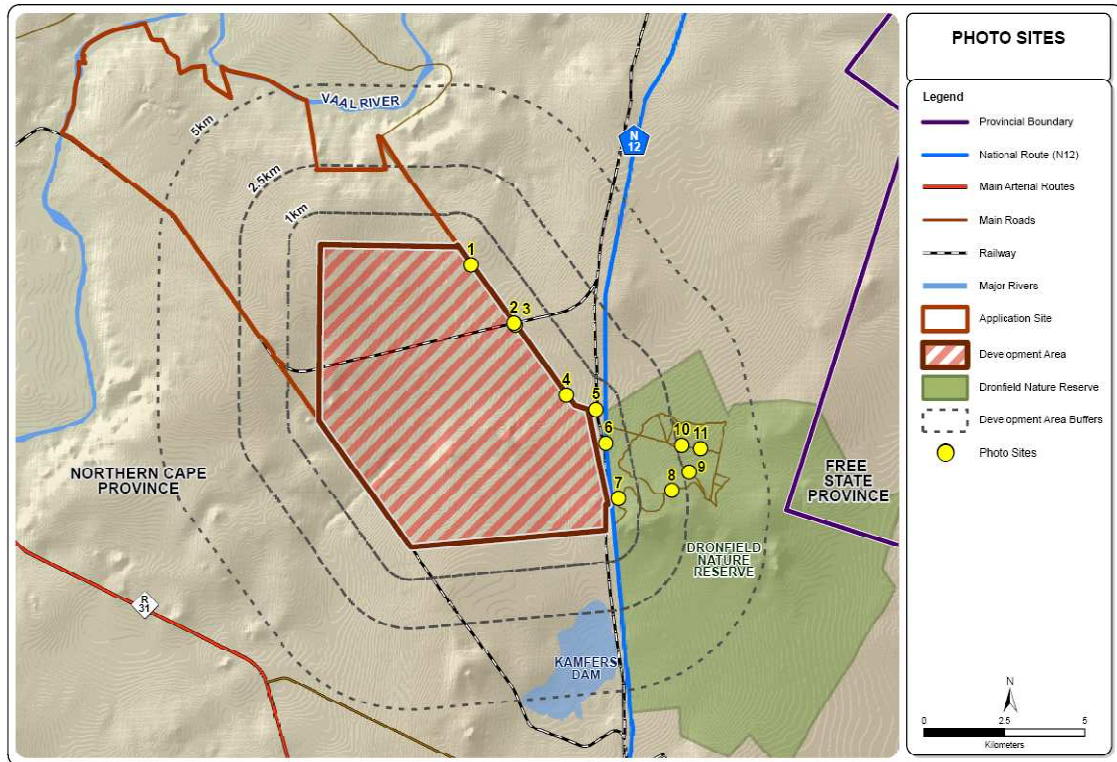 PHOTO SITES
Legend
Provincial Boundary
National Route (N12)
Main Arterial Routes
Main Roads
Railway
Major Rivers
Application Site
Development Area
Dronfield Nature Reserve
Development Area Buffers
Photo Sites
N
0 2.5 5
Kilometers
VAAL RIVER
5km
2.5km
1km
N
12
1
2 3
4
5
6
7
8
9
10
11
NORTHERN CAPE
PROVINCE
FREE
STATE
PROVINCE
DRONFIELD
NATURE
RESERVE
R
31
KAMFERS
DAM